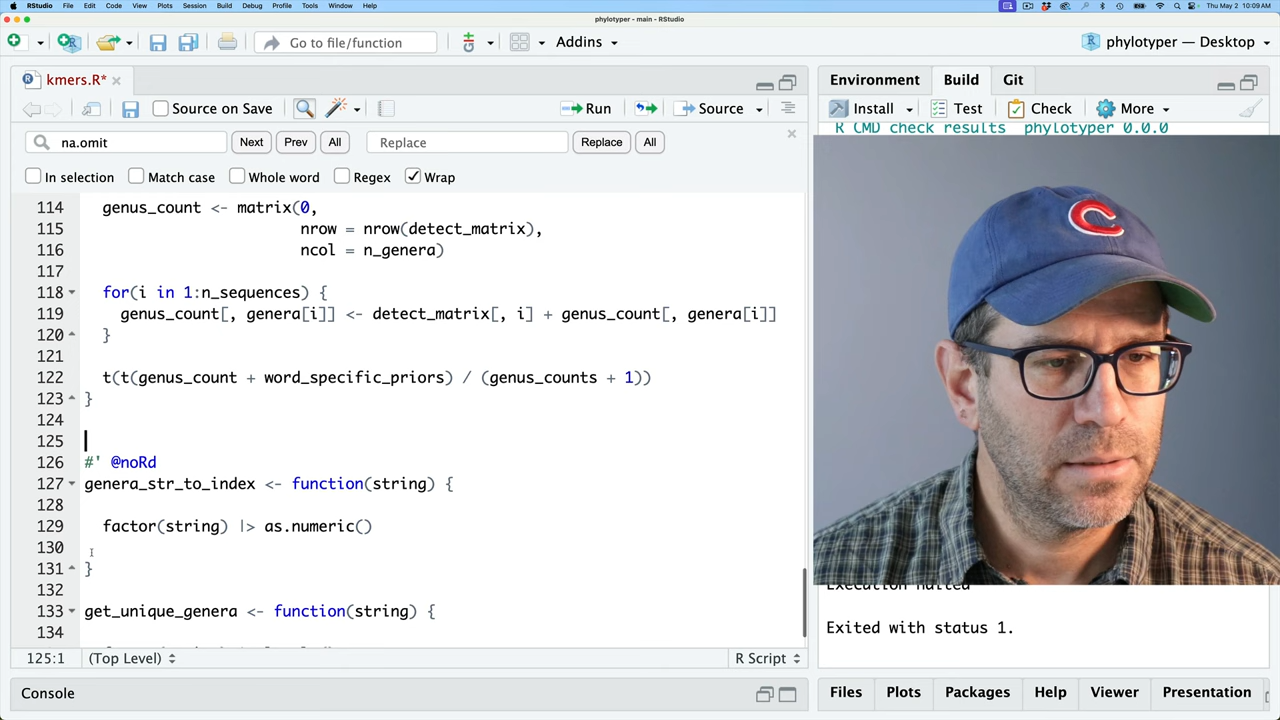 RStudio File Edit Code View Plots Session Build Debug Profile Tools Window Help Thu May 2 10:09 AM
phylotyper - main - RStudio
Go to file/function Addins phylotyper — Desktop
kmers.R*
Source on Save Run Source
na.omit Next Prev All Replace Replace All
In selection Match case Whole word Regex Wrap
114 genus_count <- matrix(0,
115 nrow = nrow(detect_matrix),
116 ncol = n_genera)
117
118 for(i in 1:n_sequences) {
119 genus_count[, genera[i]] <- detect_matrix[, i] + genus_count[, genera[i]]
120 }
121
122 t(t(genus_count + word_specific_priors) / (genus_counts + 1))
123 }
124
125
126 #' @noRd
127 genera_str_to_index <- function(string) {
128
129 factor(string) |> as.numeric()
130
131 }
132
133 get_unique_genera <- function(string) {
134
125:1 (Top Level) R Script
Console
Environment Build Git
Install Test Check More
R CMD check results phylotyper 0.0.0
C
Execution halted
Exited with status 1.
Files Plots Packages Help Viewer Presentation